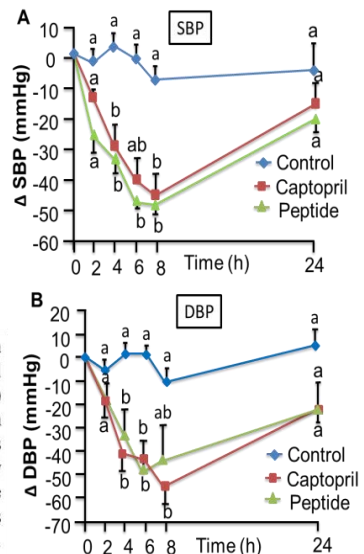 A
SBP
Δ SBP (mmHg)
10
0
-10
-20
-30
-40
-50
-60
a a a a a
a b ab b a
a b b b a
Control
Captopril
Peptide
0 2 4 6 8 Time (h) 24
B
DBP
Δ DBP (mmHg)
20
10
0
-10
-20
-30
-40
-50
-60
-70
a a a a a
a b b ab a
a b b b a
Control
Captopril
Peptide
0 2 4 6 8 Time (h) 24